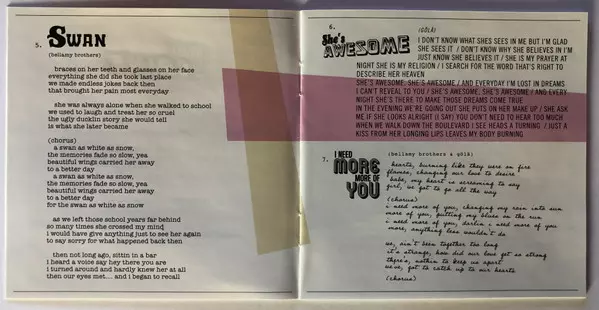 5. Swan
(bellamy brothers)
braces on her teeth and glasses on her face
everything she did she took last place
we made endless jokes back then
that brought her pain most everyday
she was always alone when she walked to school
we used to laugh and treat her so cruel
the ugly duckling story she would tell
is what she later became
(chorus)
a swan as white as snow,
the memories fade so slow, yea
beautiful wings carried her away
to a better day
a swan as white as snow,
the memories fade so slow, yea
beautiful wings carried her away
to a better day
for the swan as white as snow
as we left those school years far behind
so many times she crossed my mind
i would have give anything just to see her again
to say sorry for what happened back then
then not long ago, sittin in a bar
i heard a voice say hey there you are
i turned around and hardly knew her at all
then our eyes met.... and i began to recall
6.
She's
AWESOME
(GÖLÄ)
I DON'T KNOW WHAT SHES SEES IN ME BUT I'M GLAD
SHE SEES IT / DON'T KNOW WHY SHE BELIEVES IN I'M
JUST KNOW SHE BELIEVES IT / SHE IS MY PRAYER AT
NIGHT SHE IS MY RELIGION / I SEARCH FOR THE WORD THAT'S RIGHT TO
DESCRIBE HER HEAVEN
SHE'S AWESOME, SHE'S AWESOME / AND EVERYDAY I'M LOST IN DREAMS
I CAN'T REVEAL TO YOU / SHE'S AWESOME, SHE'S AWESOME / AND EVERY
NIGHT SHE'S THERE TO MAKE THOSE DREAMS COME TRUE
IN THE EVENING WE'RE GOING OUT SHE PUTS ON HER MAKE UP / SHE ASK
ME IF SHE LOOKS ALRIGHT (I SAY) YOU DON'T NEED TO HEAR TOO MUCH
WHEN WE WALK DOWN THE BOULEVARD I SEE HEADS A TURNING / JUST A
KISS FROM HER LONGING LIPS LEAVES MY BODY BURNING
7.
I NEED
MORE
MORE OF
YOU
(bellamy brothers & gölä)
hearts, burning like they were on fire
flames, changing our love to desire
babe, my heart is screaming to say
girl, we got to go all the way
(chorus)
i need more of you, changing my rain into sun
more of you, putting my blues on the run
i need more of you, darlin i need more of you
more, anything less wouldn't do
we, ain't been together too long
it's strange, how did our love get so strong
there's, nothin to keep us apart
we've, got to catch up to our hearts
(chorus)